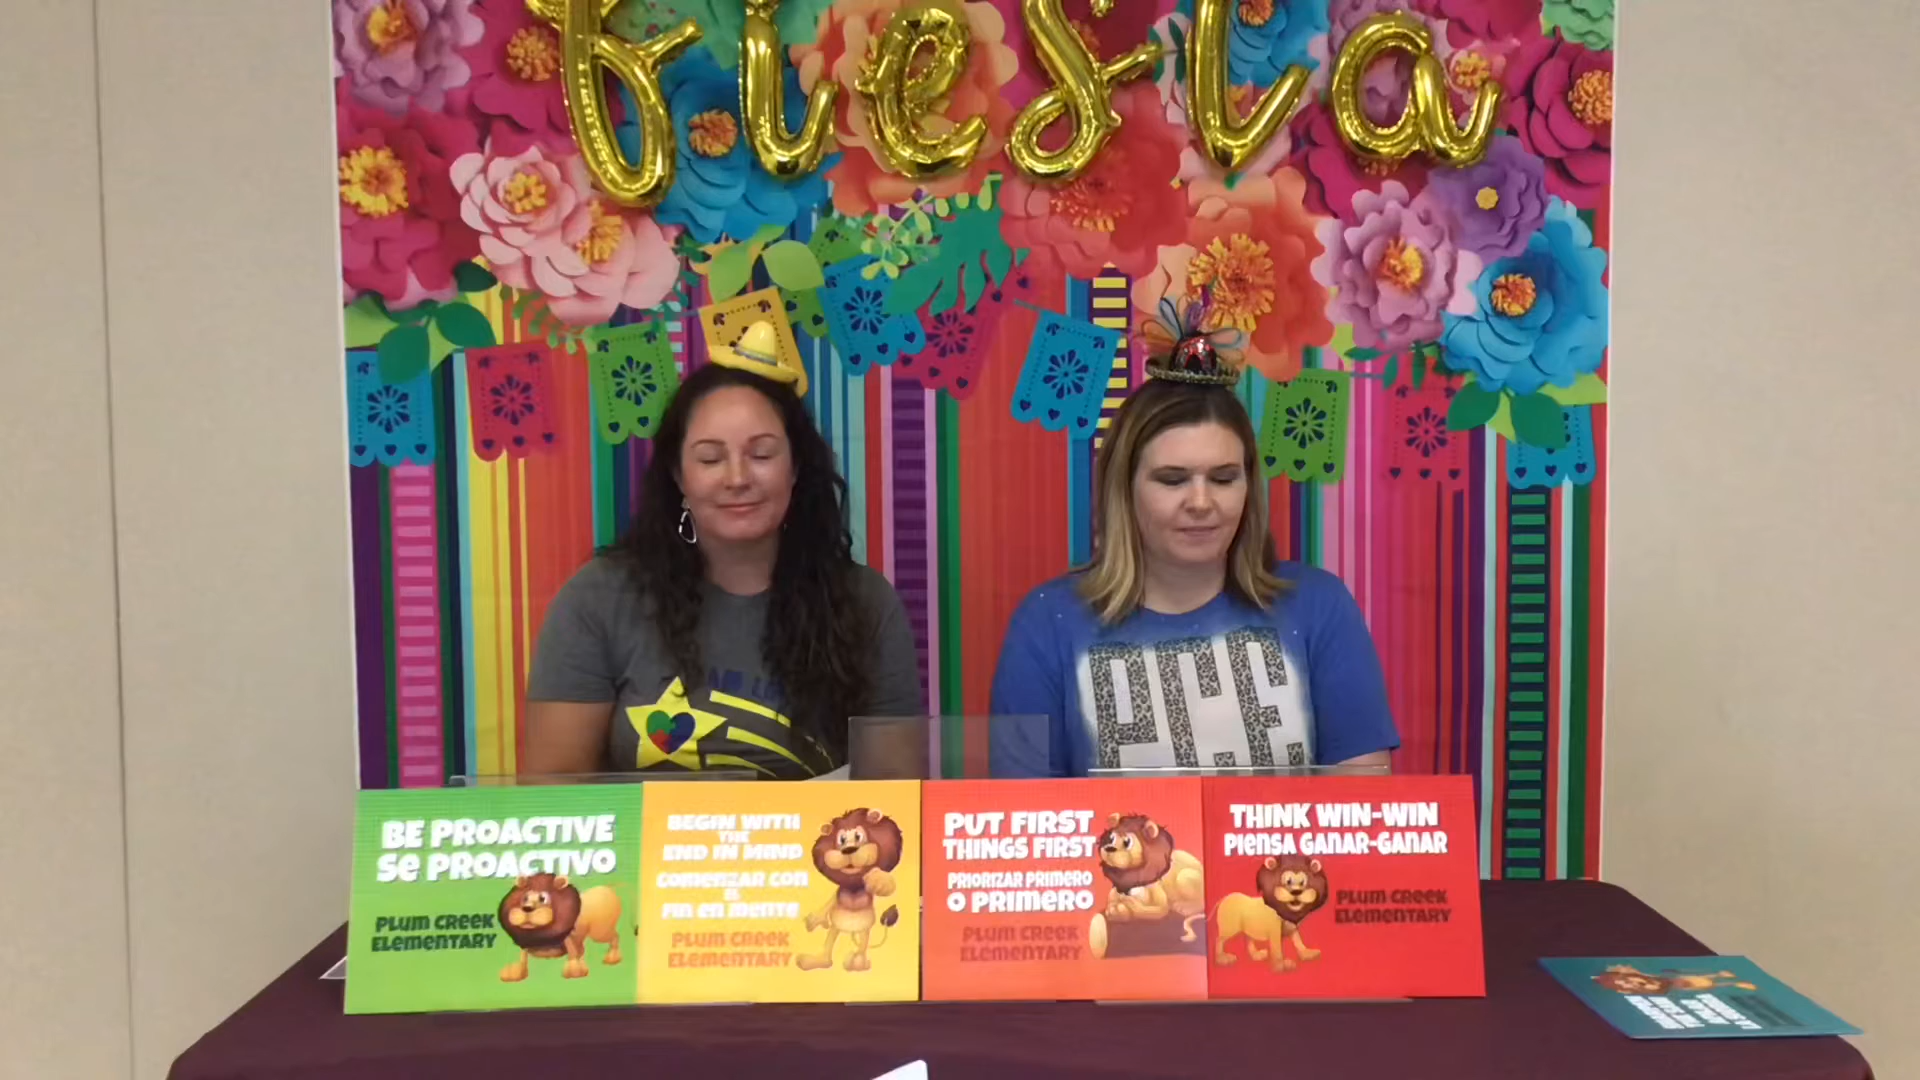 fiesta
AM
PCE
BE PROACTIVE
Se PROACTIVO
PLUM CREEK
ELEMENTARY
BEGIN WITH
THE
END IN MIND
COMENZAR CON
EL
FIN EN MENTE
PLUM CREEK
ELEMENTARY
PUT FIRST
THINGS FIRST
PRIORIZAR PRIMERO
O PRIMERO
PLUM CREEK
ELEMENTARY
THINK WIN-WIN
PIENSA GANAR-GANAR
PLUM CREEK
ELEMENTARY